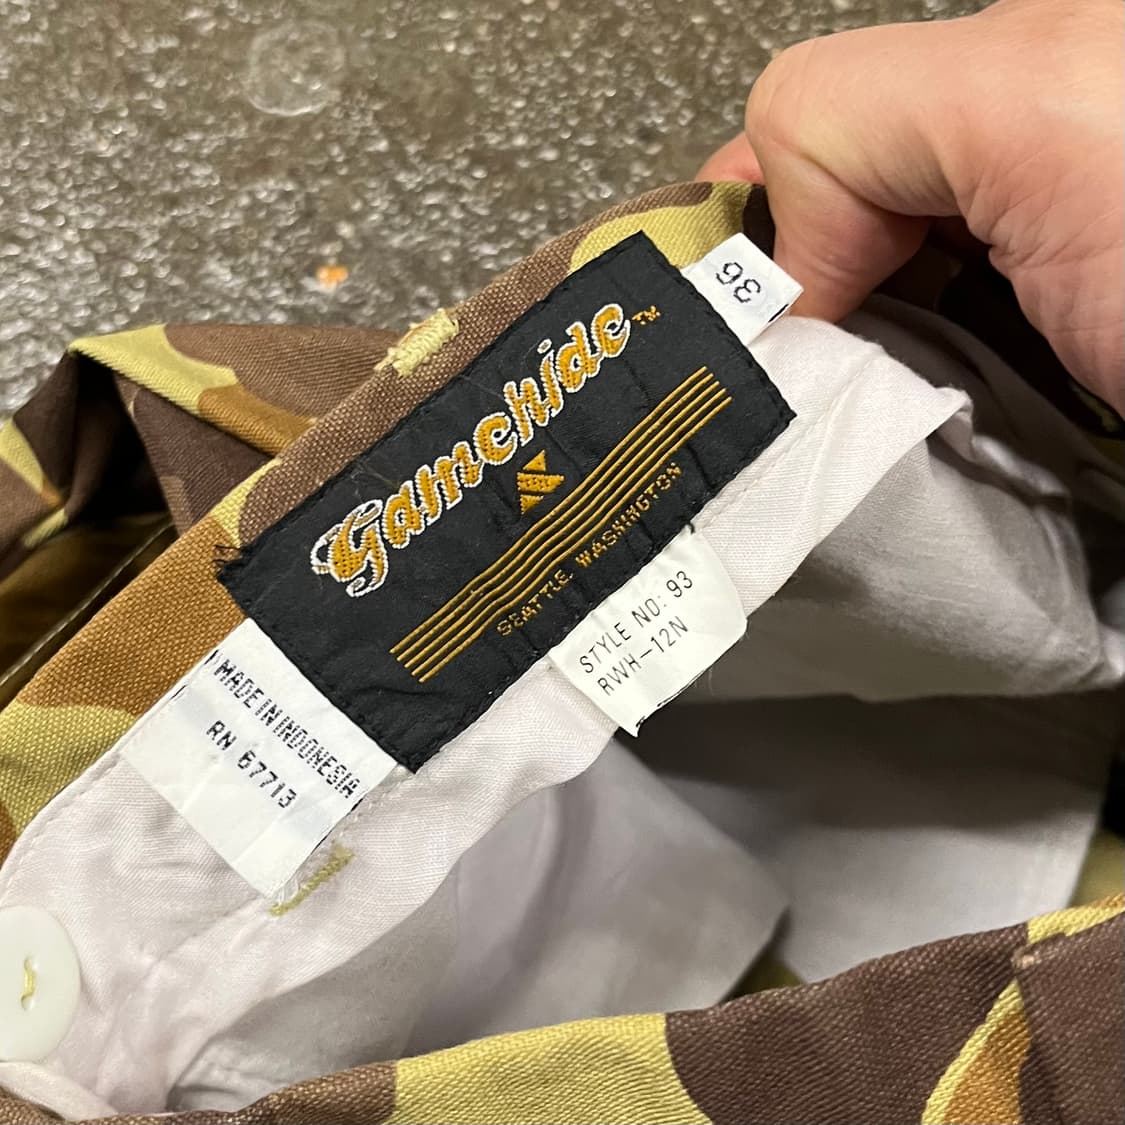 36
Gamehide™
SEATTLE, WASHINGTON
STYLE NO: 93
RWH-12N
MADE IN INDONESIA
RN 67713